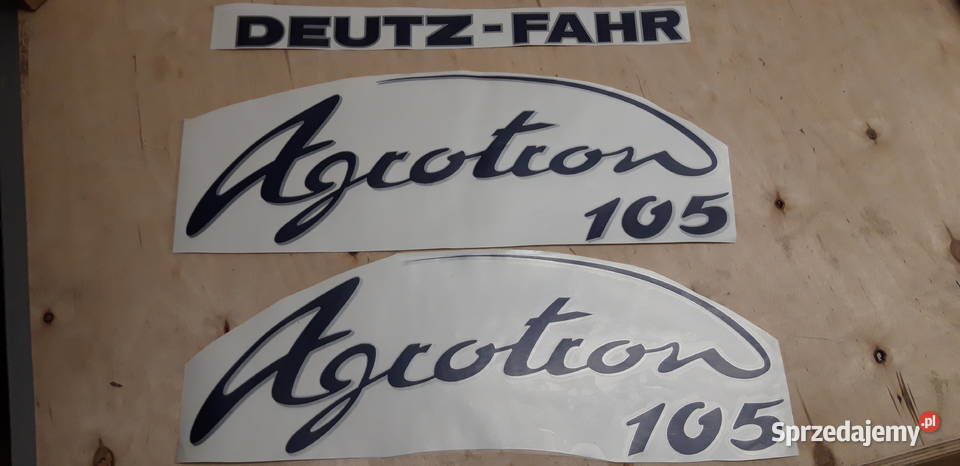 DEUTZ-FAHR
Agrotron
105
Agrotron
105
Sprzedajemy.pl